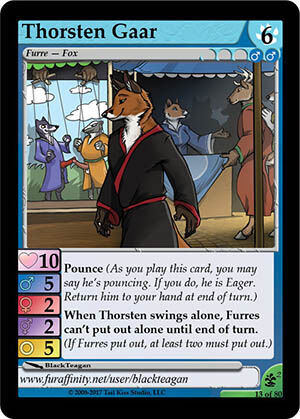 Thorsten Gaar
6
Furre — Fox
10
5
2
2
5
Pounce (As you play this card, you may
say he's pouncing. If you do, he is Eager.
Return him to your hand at end of turn.)
When Thorsten swings alone, Furres
can't put out alone until end of turn.
(If Furres put out, at least two must put out.)
BlackTeagan
www.furaffinity.net/user/blackteagan
© 2008-2017 Tail Kiss Studio, LLC
13 of 80